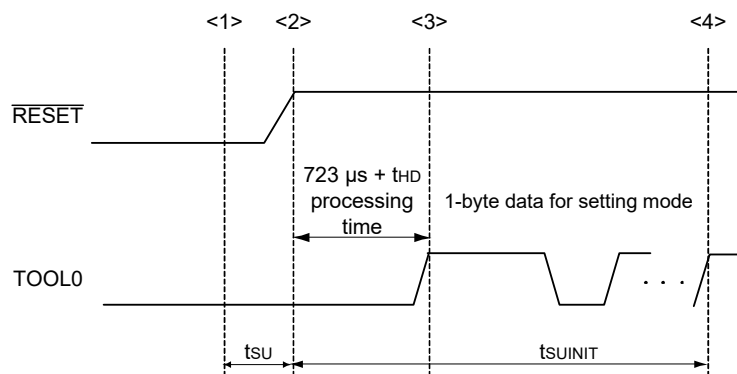 <1> <2> <3> <4>
RESET
723 µs + tHD
processing
time
1-byte data for setting mode
TOOL0
. . .
tSU
tSUINIT